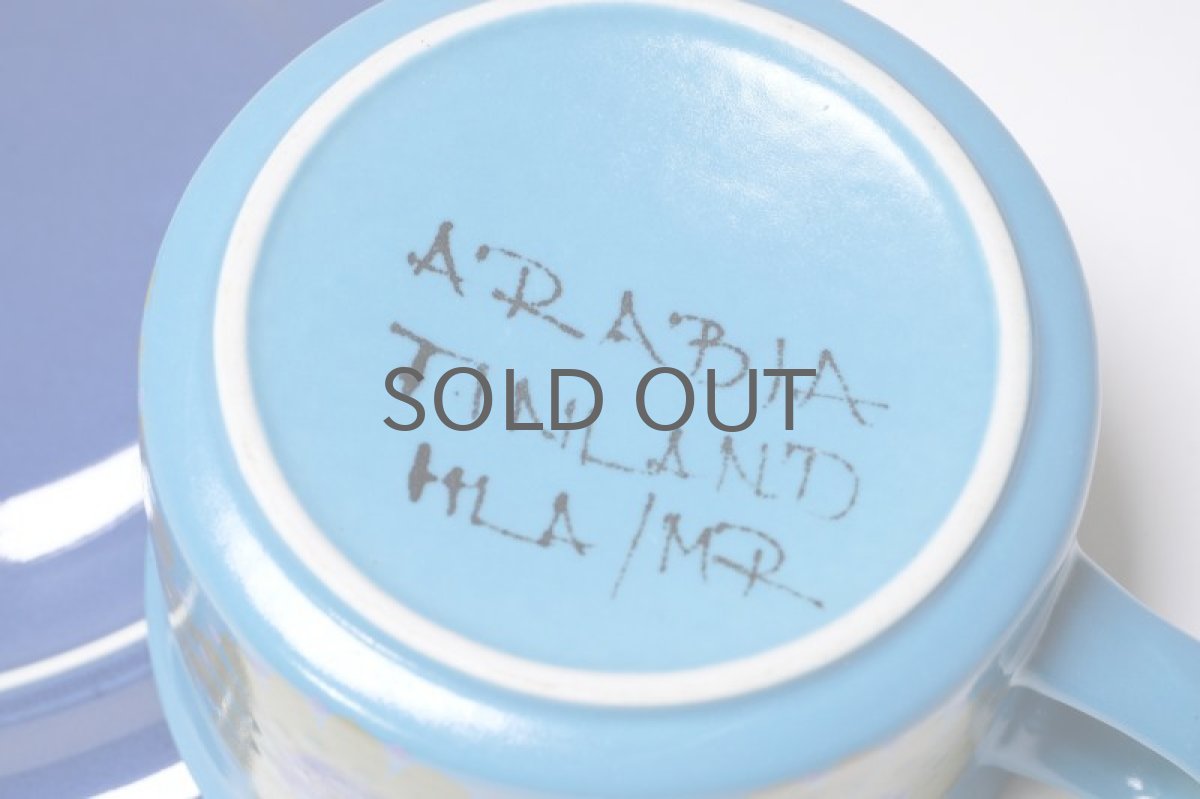 ARABIA
FINLAND
SOLD OUT
HLA/MR